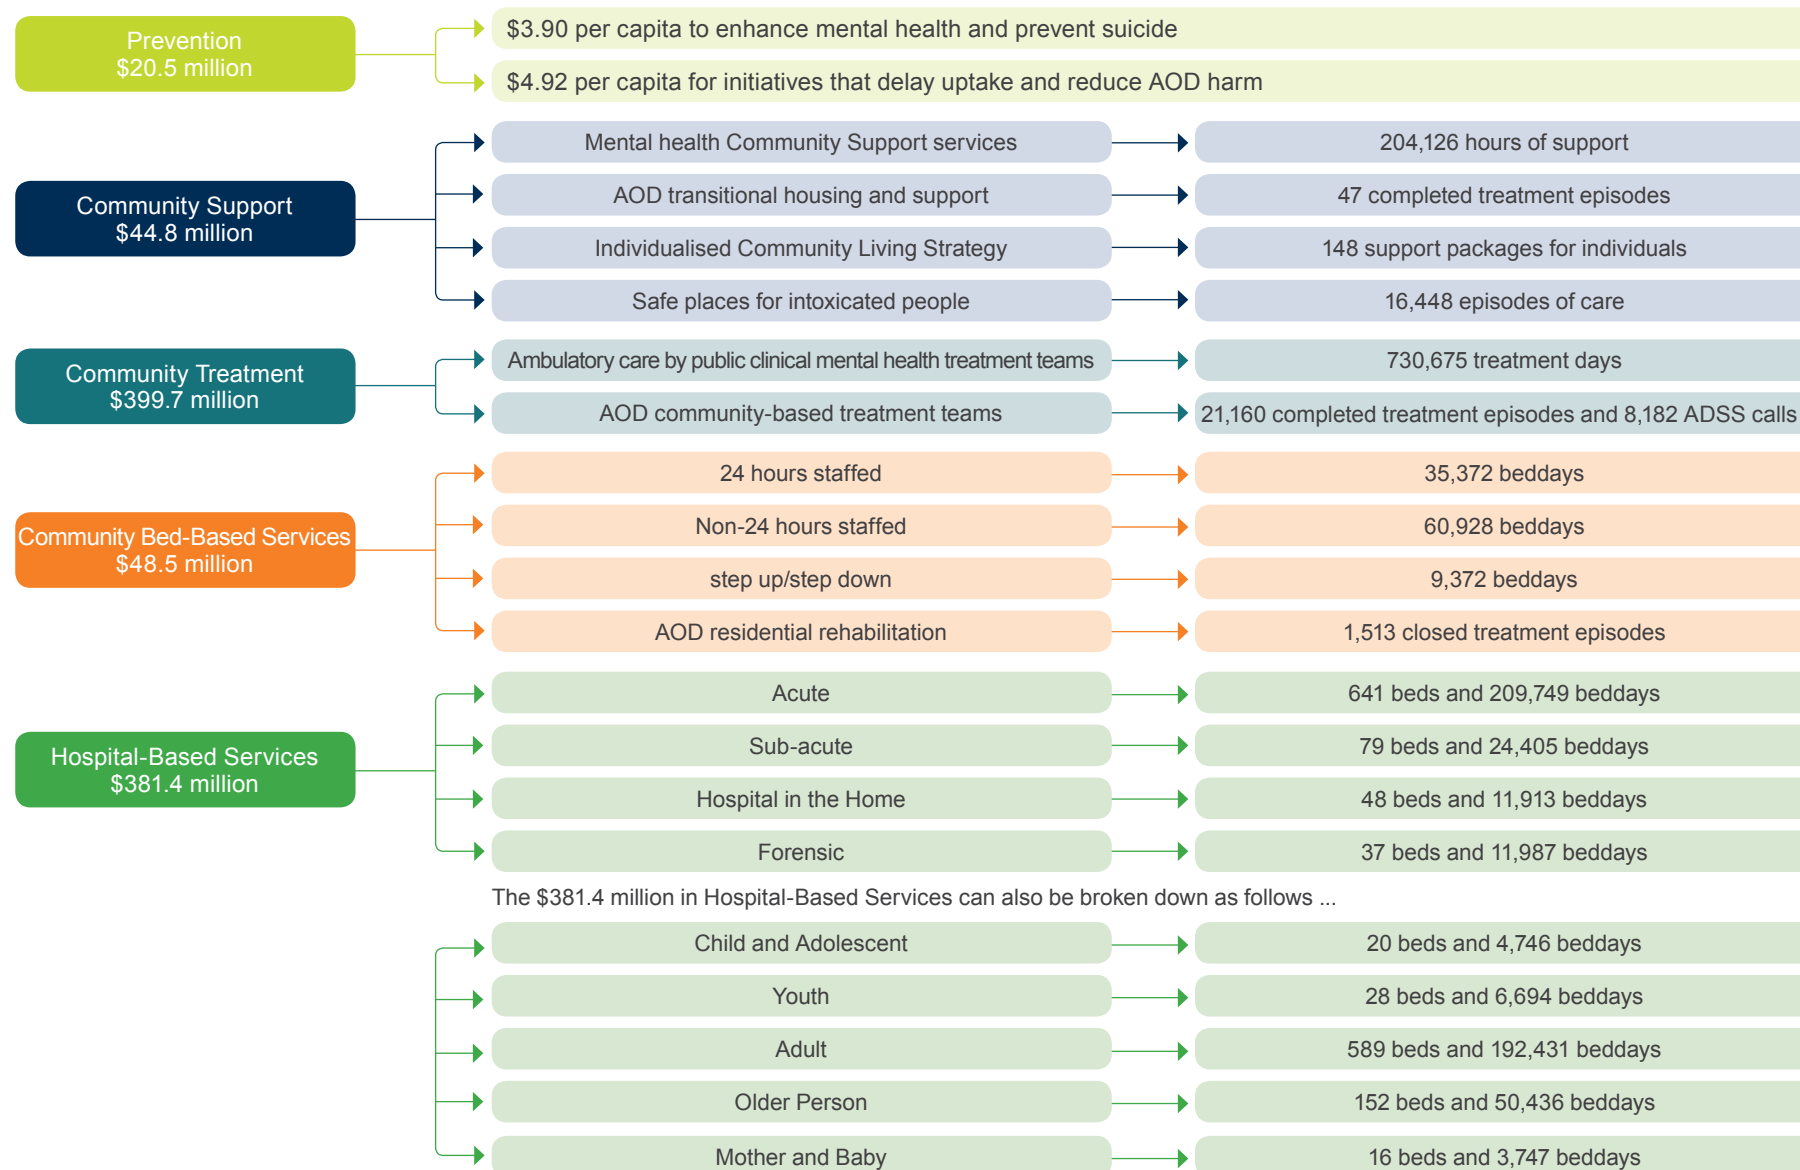 Prevention
$20.5 million
$3.90 per capita to enhance mental health and prevent suicide
$4.92 per capita for initiatives that delay uptake and reduce AOD harm
Community Support
$44.8 million
Mental health Community Support services
204,126 hours of support
AOD transitional housing and support
47 completed treatment episodes
Individualised Community Living Strategy
148 support packages for individuals
Safe places for intoxicated people
16,448 episodes of care
Community Treatment
$399.7 million
Ambulatory care by public clinical mental health treatment teams
730,675 treatment days
AOD community-based treatment teams
21,160 completed treatment episodes and 8,182 ADSS calls
Community Bed-Based Services
$48.5 million
24 hours staffed
35,372 beddays
Non-24 hours staffed
60,928 beddays
step up/step down
9,372 beddays
AOD residential rehabilitation
1,513 closed treatment episodes
Hospital-Based Services
$381.4 million
Acute
641 beds and 209,749 beddays
Sub-acute
79 beds and 24,405 beddays
Hospital in the Home
48 beds and 11,913 beddays
Forensic
37 beds and 11,987 beddays
The $381.4 million in Hospital-Based Services can also be broken down as follows ...
Child and Adolescent
20 beds and 4,746 beddays
Youth
28 beds and 6,694 beddays
Adult
589 beds and 192,431 beddays
Older Person
152 beds and 50,436 beddays
Mother and Baby
16 beds and 3,747 beddays